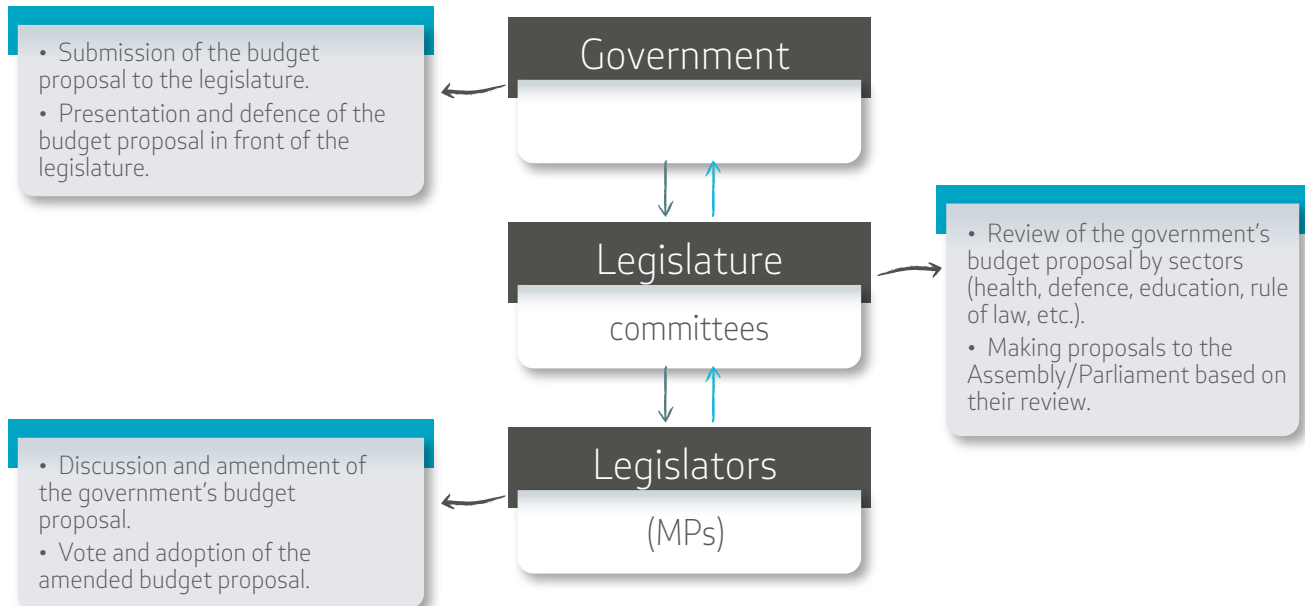 • Submission of the budget
proposal to the legislature.
• Presentation and defence of the
budget proposal in front of the
legislature.
Government
Legislature
committees
• Review of the government's
budget proposal by sectors
(health, defence, education, rule
of law, etc.).
• Making proposals to the
Assembly/Parliament based on
their review.
• Discussion and amendment of
the government's budget
proposal.
• Vote and adoption of the
amended budget proposal.
Legislators
(MPs)